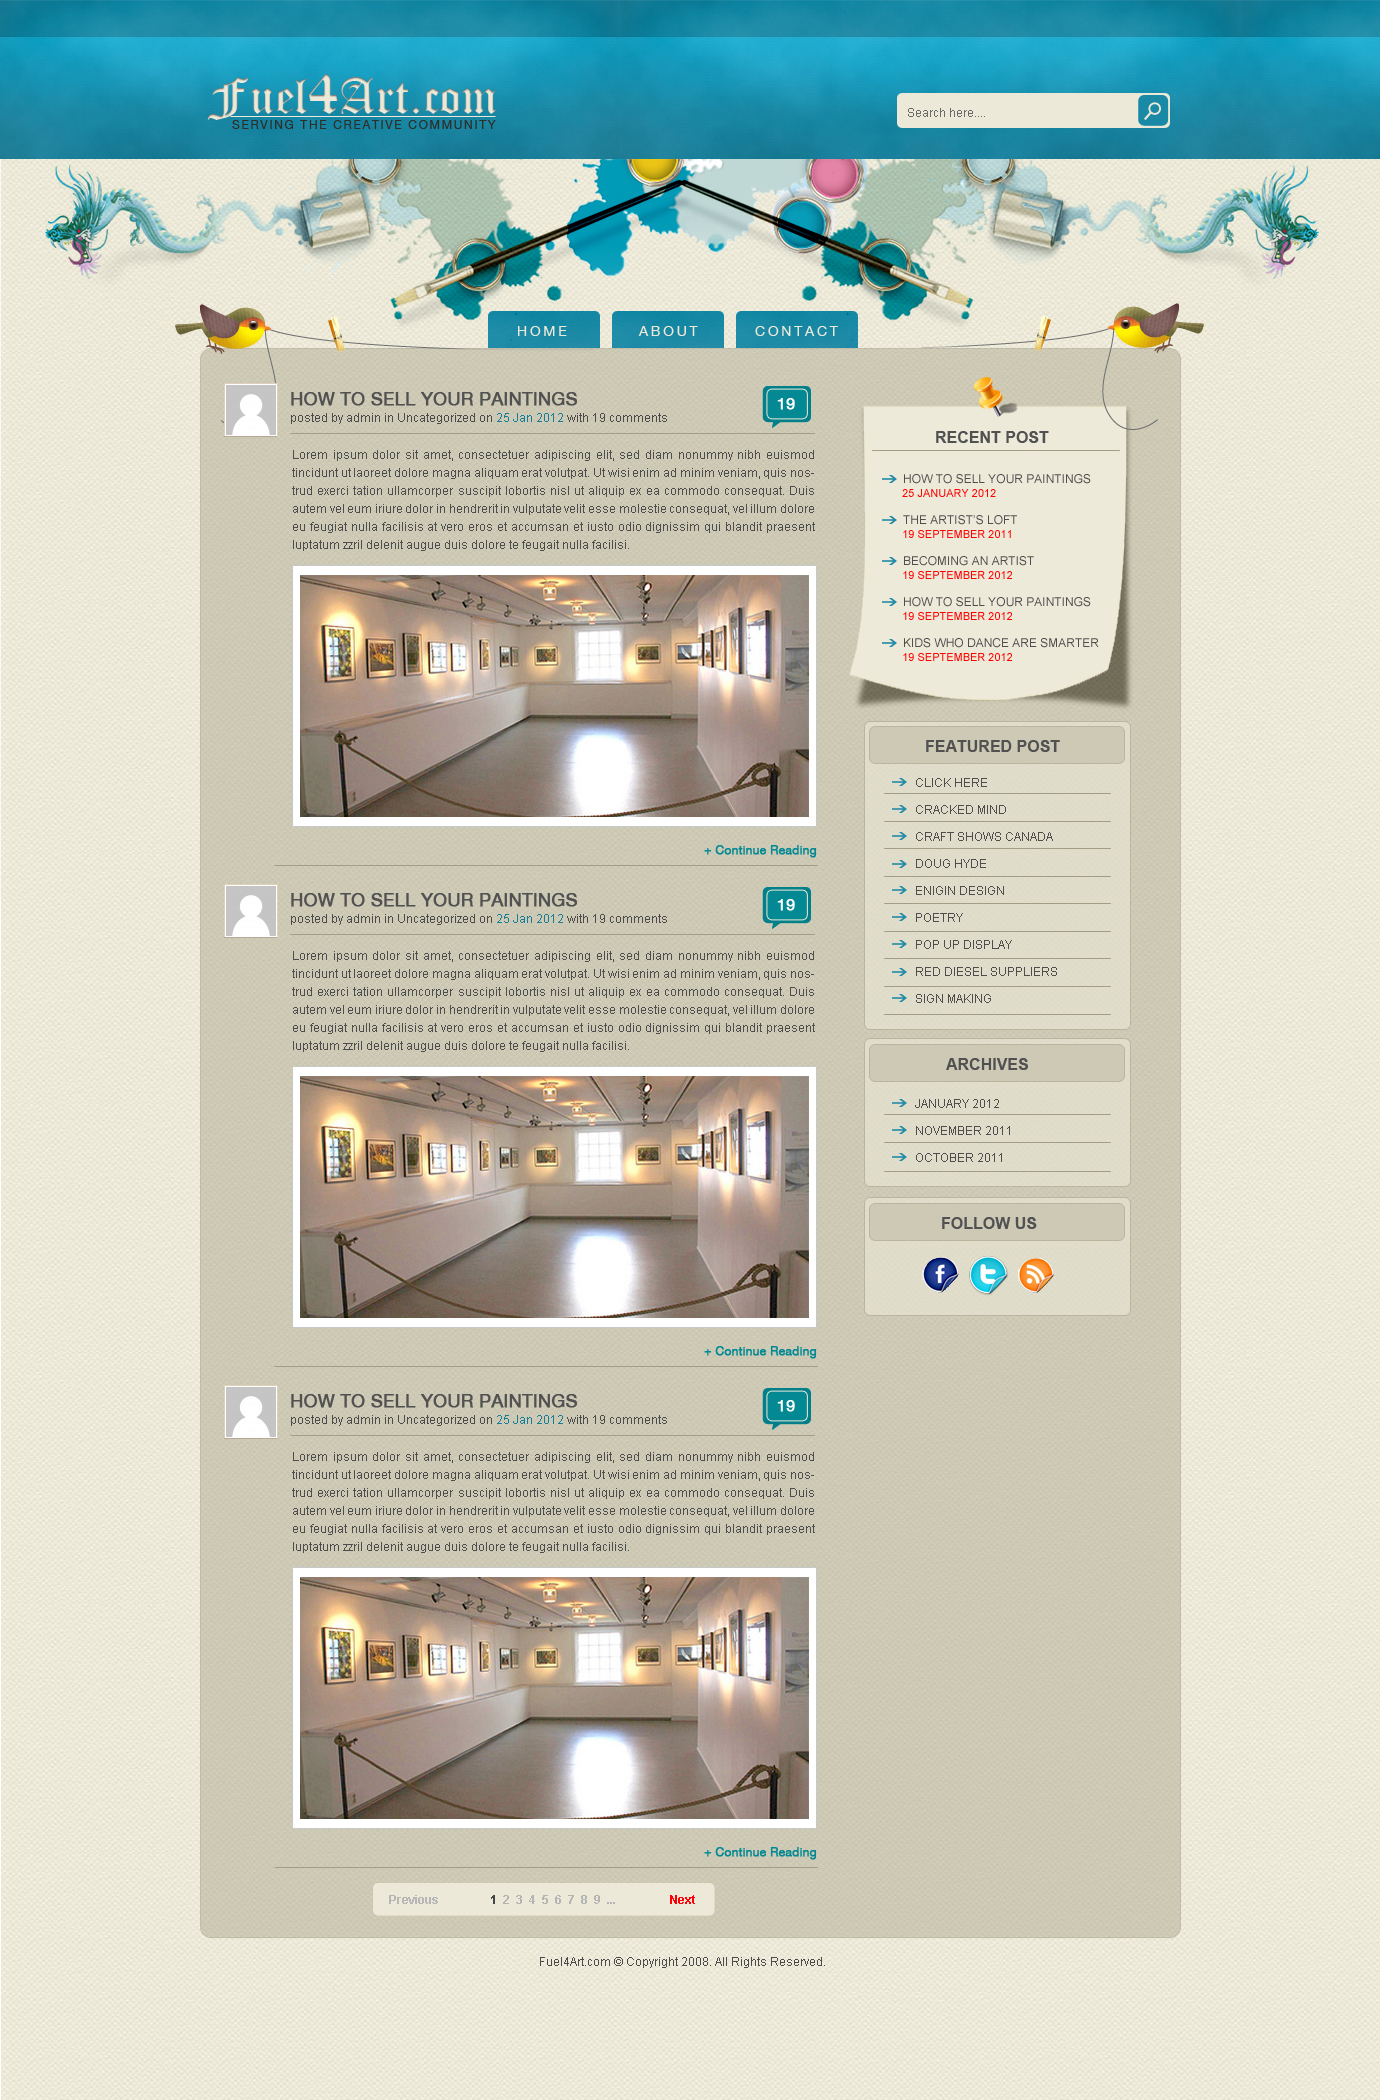 Fuel4Art.com
SERVING THE CREATIVE COMMUNITY
Search here....
HOME
ABOUT
CONTACT
HOW TO SELL YOUR PAINTINGS
posted by admin in Uncategorized on 25 Jan 2012 with 19 comments
19
Lorem ipsum dolor sit amet, consectetuer adipiscing elit, sed diam nonummy nibh euismod
tincidunt ut laoreet dolore magna aliquam erat volutpat. Ut wisi enim ad minim veniam, quis nos-
trud exerci tation ullamcorper suscipit lobortis nisl ut aliquip ex ea commodo consequat. Duis
autem vel eum iriure dolor in hendrerit in vulputate velit esse molestie consequat, vel illum dolore
eu feugiat nulla facilisis at vero eros et accumsan et iusto odio dignissim qui blandit praesent
luptatum zzril delenit augue duis dolore te feugait nulla facilisi.
+ Continue Reading
HOW TO SELL YOUR PAINTINGS
posted by admin in Uncategorized on 25 Jan 2012 with 19 comments
19
Lorem ipsum dolor sit amet, consectetuer adipiscing elit, sed diam nonummy nibh euismod
tincidunt ut laoreet dolore magna aliquam erat volutpat. Ut wisi enim ad minim veniam, quis nos-
trud exerci tation ullamcorper suscipit lobortis nisl ut aliquip ex ea commodo consequat. Duis
autem vel eum iriure dolor in hendrerit in vulputate velit esse molestie consequat, vel illum dolore
eu feugiat nulla facilisis at vero eros et accumsan et iusto odio dignissim qui blandit praesent
luptatum zzril delenit augue duis dolore te feugait nulla facilisi.
+ Continue Reading
HOW TO SELL YOUR PAINTINGS
posted by admin in Uncategorized on 25 Jan 2012 with 19 comments
19
Lorem ipsum dolor sit amet, consectetuer adipiscing elit, sed diam nonummy nibh euismod
tincidunt ut laoreet dolore magna aliquam erat volutpat. Ut wisi enim ad minim veniam, quis nos-
trud exerci tation ullamcorper suscipit lobortis nisl ut aliquip ex ea commodo consequat. Duis
autem vel eum iriure dolor in hendrerit in vulputate velit esse molestie consequat, vel illum dolore
eu feugiat nulla facilisis at vero eros et accumsan et iusto odio dignissim qui blandit praesent
luptatum zzril delenit augue duis dolore te feugait nulla facilisi.
+ Continue Reading
Previous 1 2 3 4 5 6 7 8 9 ... Next
RECENT POST
HOW TO SELL YOUR PAINTINGS
25 JANUARY 2012
THE ARTIST'S LOFT
19 SEPTEMBER 2011
BECOMING AN ARTIST
19 SEPTEMBER 2012
HOW TO SELL YOUR PAINTINGS
19 SEPTEMBER 2012
KIDS WHO DANCE ARE SMARTER
19 SEPTEMBER 2012
FEATURED POST
CLICK HERE
CRACKED MIND
CRAFT SHOWS CANADA
DOUG HYDE
ENIGIN DESIGN
POETRY
POP UP DISPLAY
RED DIESEL SUPPLIERS
SIGN MAKING
ARCHIVES
JANUARY 2012
NOVEMBER 2011
OCTOBER 2011
FOLLOW US
Fuel4Art.com © Copyright 2008. All Rights Reserved.